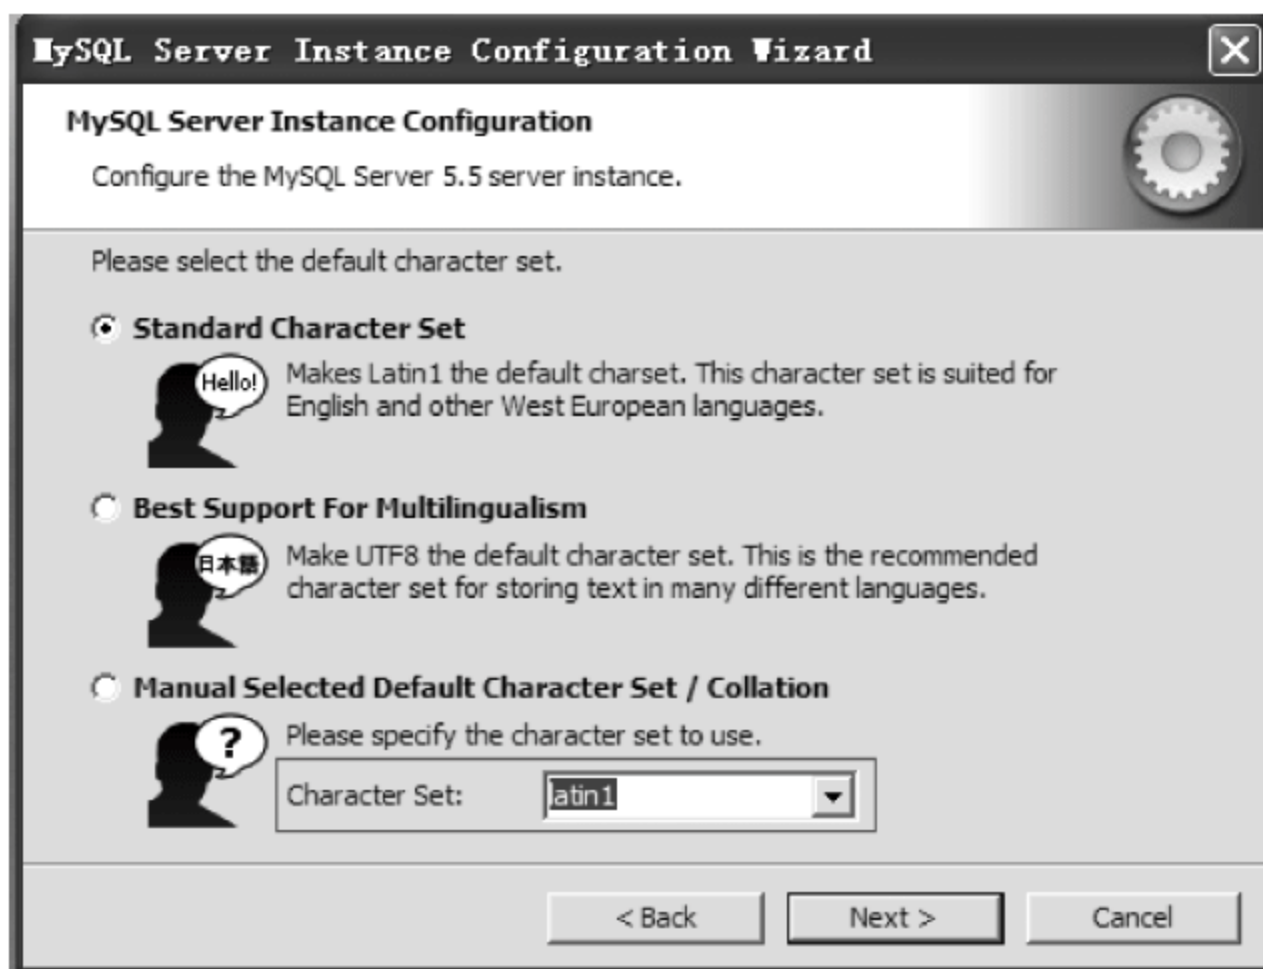 MySQL Server Instance Configuration Wizard
MySQL Server Instance Configuration
Configure the MySQL Server 5.5 server instance.
Please select the default character set.
Standard Character Set
Hello!
Makes Latin1 the default charset. This character set is suited for
English and other West European languages.
Best Support For Multilingualism
日本語
Make UTF8 the default character set. This is the recommended
character set for storing text in many different languages.
Manual Selected Default Character Set / Collation
?
Please specify the character set to use.
Character Set: latin1
< Back Next > Cancel